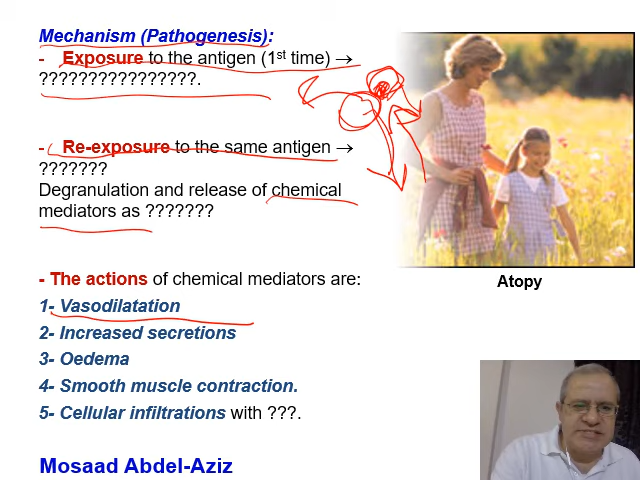 Mechanism (Pathogenesis):
- Exposure to the antigen (1st time) →
????????????????.
- Re-exposure to the same antigen →
???????
Degranulation and release of chemical
mediators as ???????
- The actions of chemical mediators are:
1- Vasodilatation
2- Increased secretions
3- Oedema
4- Smooth muscle contraction.
5- Cellular infiltrations with ???.
Mosaad Abdel-Aziz
Atopy